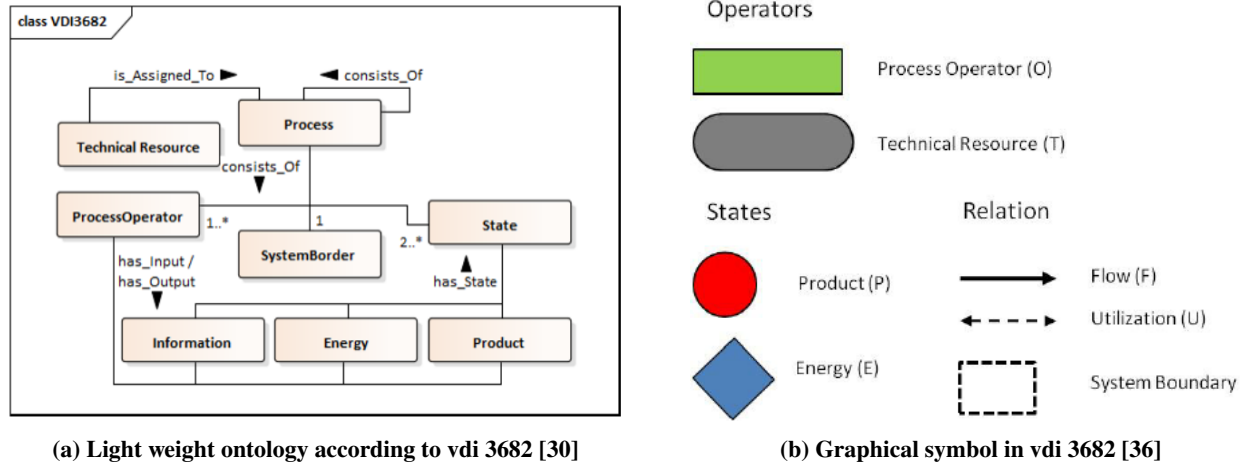 class VDI3682
is_Assigned_To
consists_Of
Process
Technical Resource
consists_Of
ProcessOperator
1..*
1
2..*
State
SystemBorder
has_Input /
has_Output
has_State
Information
Energy
Product
(a) Light weight ontology according to vdi 3682 [30]
Operators
Process Operator (O)
Technical Resource (T)
States
Relation
Product (P)
Flow (F)
Utilization (U)
Energy (E)
System Boundary
(b) Graphical symbol in vdi 3682 [36]